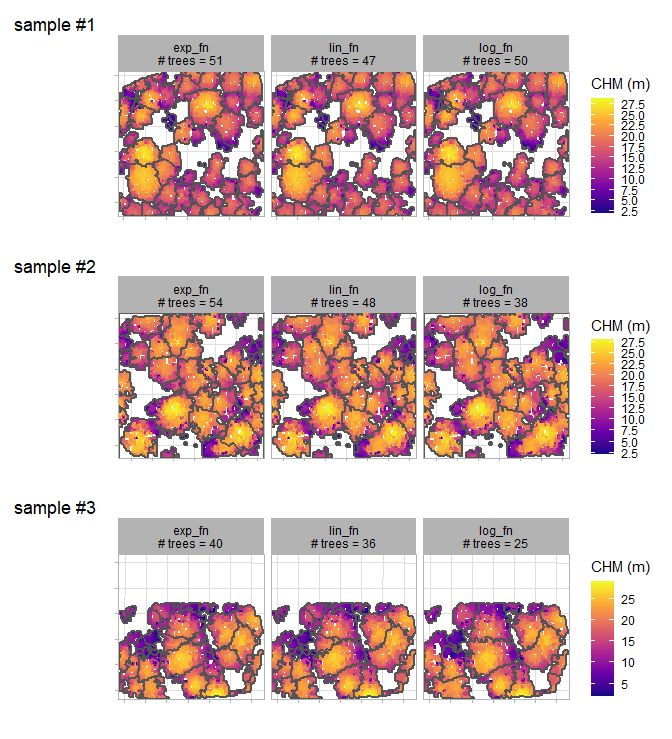 sample #1
exp_fn
# trees = 51
lin_fn
# trees = 47
log_fn
# trees = 50
CHM (m)
27.5
25.0
22.5
20.0
17.5
15.0
12.5
10.0
7.5
5.0
2.5
sample #2
exp_fn
# trees = 54
lin_fn
# trees = 48
log_fn
# trees = 38
CHM (m)
27.5
25.0
22.5
20.0
17.5
15.0
12.5
10.0
7.5
5.0
2.5
sample #3
exp_fn
# trees = 40
lin_fn
# trees = 36
log_fn
# trees = 25
CHM (m)
25
20
15
10
5